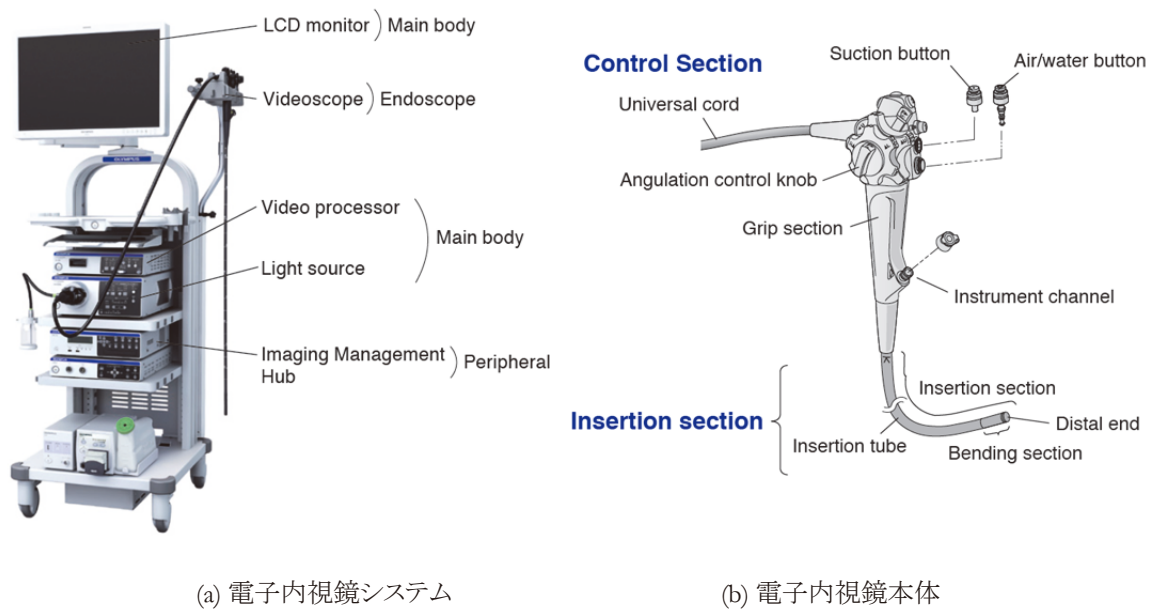 LCD monitor ) Main body
Videoscope ) Endoscope
OLYMPUS
Video processor
Main body
Light source
Imaging Management
Hub
) Peripheral
Control Section
Suction button
Air/water button
Universal cord
Angulation control knob
Grip section
Instrument channel
Insertion section
Insertion section
Distal end
Insertion tube
Bending section
(a) 電子内視鏡システム
(b) 電子内視鏡本体